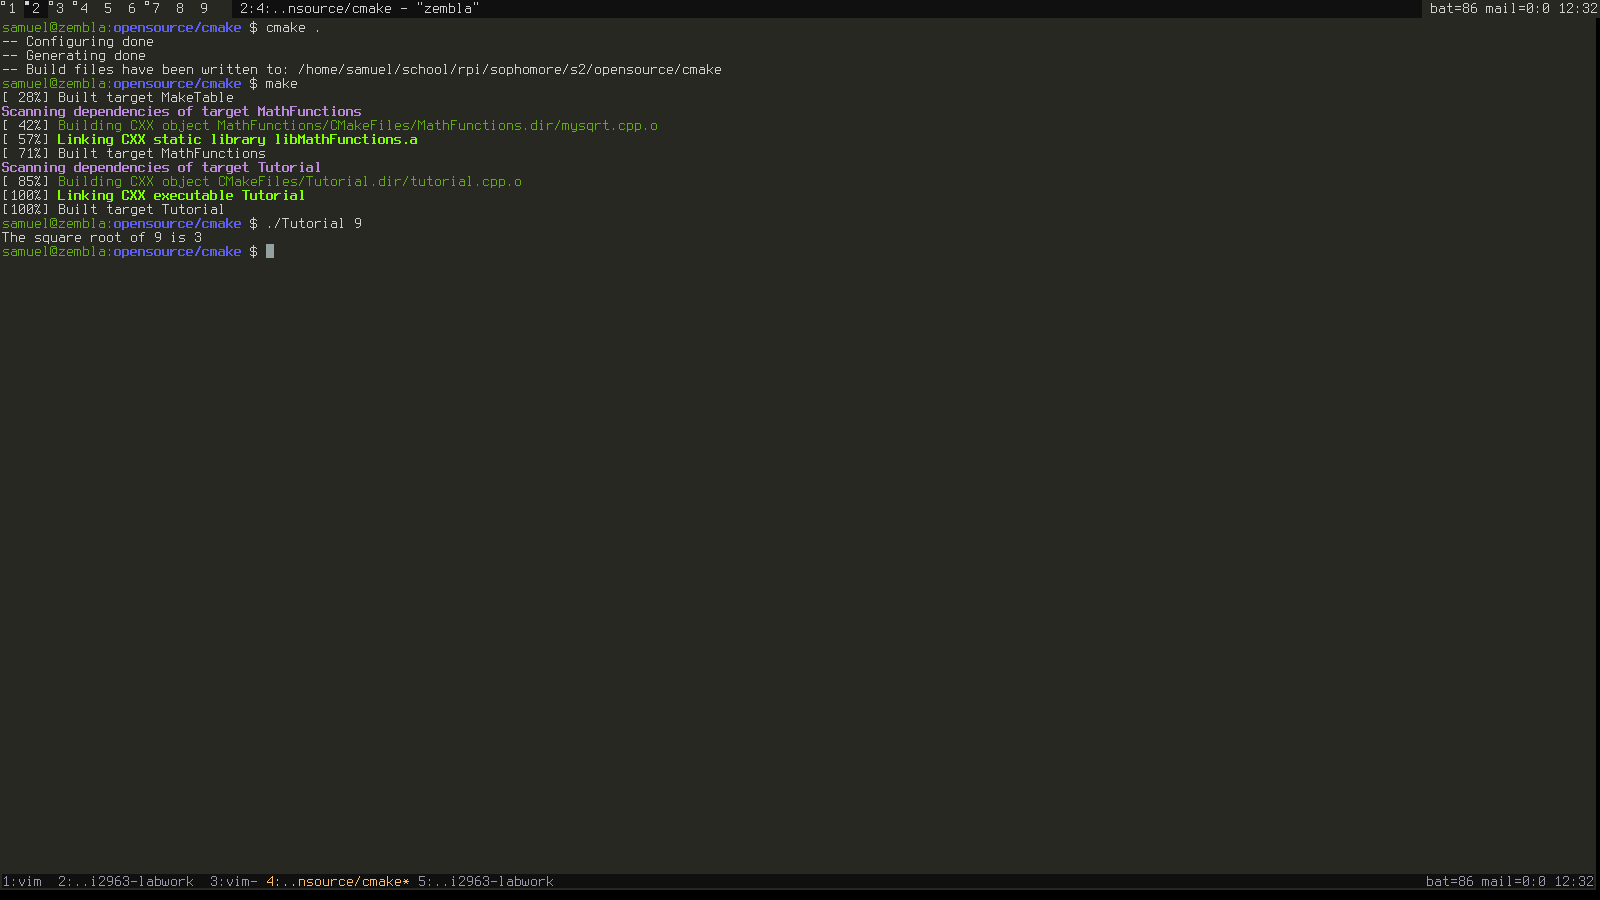 1 2 3 4 5 6 7 8 9 2:4:..nsource/cmake - "zembla" bat=86 mail=0:0 12:32
samuel@zembla:opensource/cmake $ cmake .
-- Configuring done
-- Generating done
-- Build files have been written to: /home/samuel/school/rpi/sophomore/s2/opensource/cmake
samuel@zembla:opensource/cmake $ make
[ 28%] Built target MakeTable
Scanning dependencies of target MathFunctions
[ 42%] Building CXX object MathFunctions/CMakeFiles/MathFunctions.dir/mysqrt.cpp.o
[ 57%] Linking CXX static library libMathFunctions.a
[ 71%] Built target MathFunctions
Scanning dependencies of target Tutorial
[ 85%] Building CXX object CMakeFiles/Tutorial.dir/tutorial.cpp.o
[100%] Linking CXX executable Tutorial
[100%] Built target Tutorial
samuel@zembla:opensource/cmake $ ./Tutorial 9
The square root of 9 is 3
samuel@zembla:opensource/cmake $
1:vim 2:..i2963-labwork 3:vim- 4:..nsource/cmake* 5:..i2963-labwork bat=86 mail=0:0 12:32